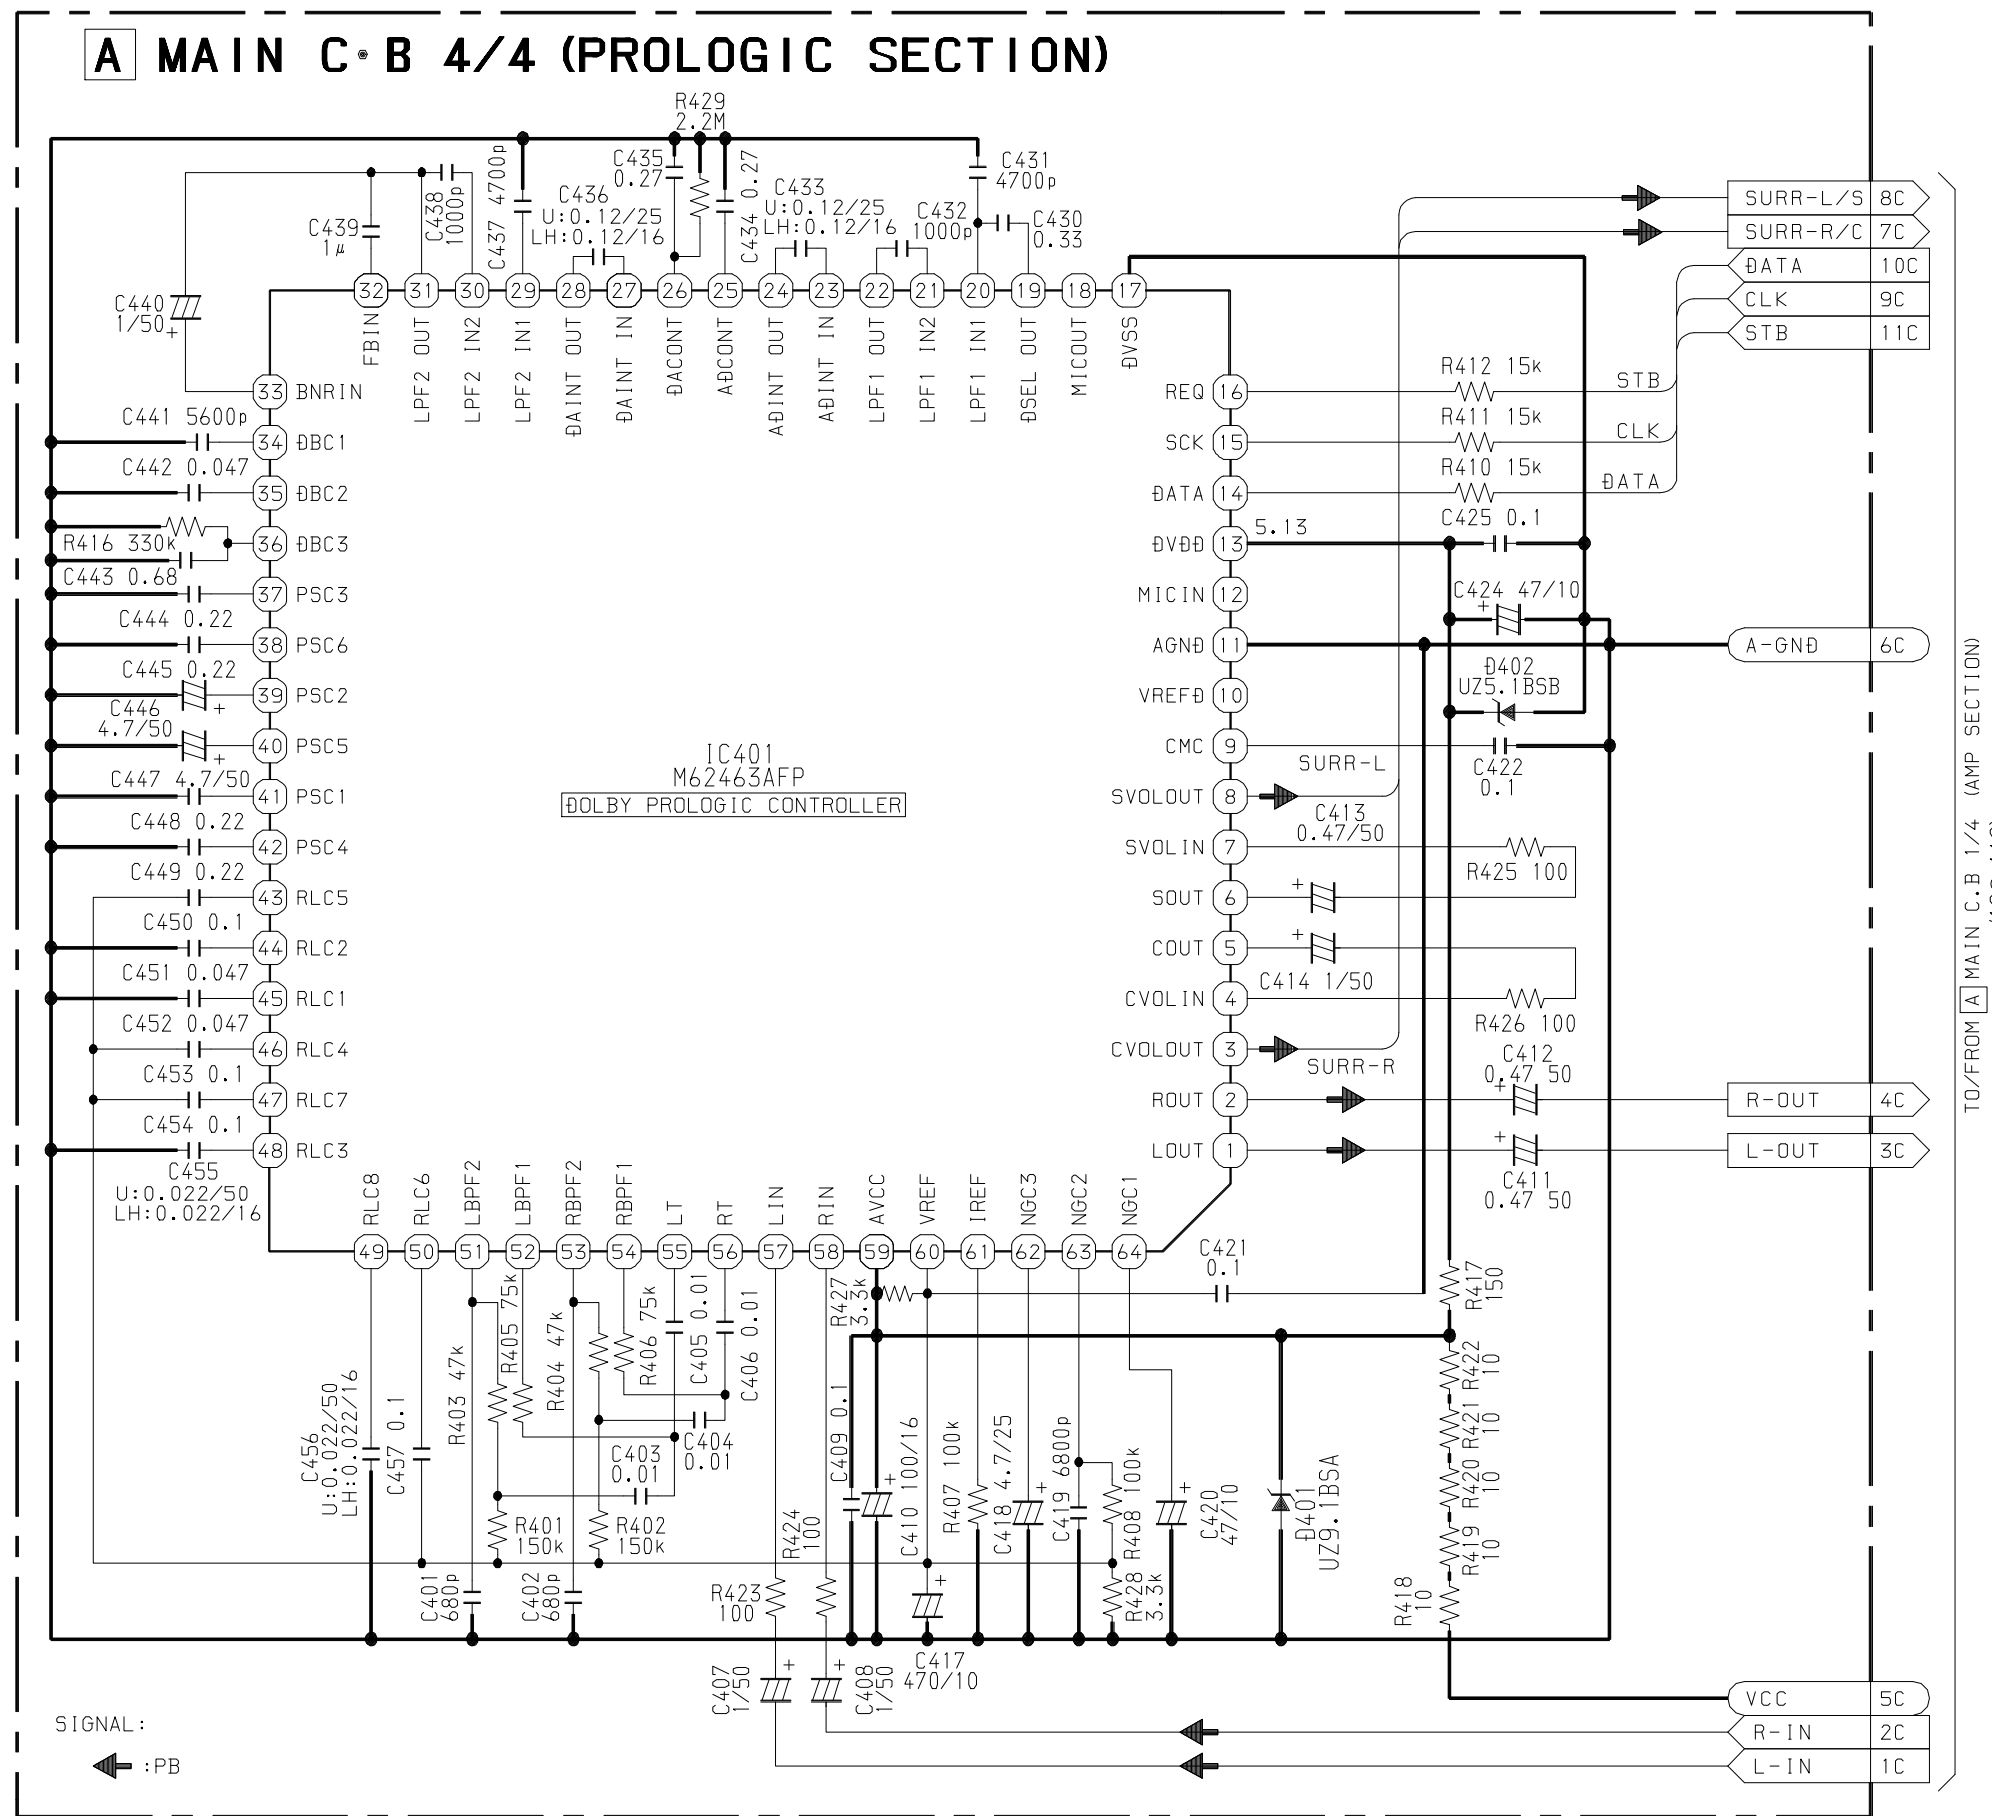 A MAIN C·B 4/4 (PROLOGIC SECTION)
R429
2.2M
C435
0.27
C434 0.27
C431
4700p
C437 4700p
C438
1000p
C439
1μ
C436
U:0.12/25
LH:0.12/16
C433
U:0.12/25
LH:0.12/16
C432
1000p
C430
0.33
C440
1/50
+
32
31
30
29
28
27
26
25
24
23
22
21
20
19
18
17
FBIN
LPF2 OUT
LPF2 IN2
LPF2 IN1
DAINT OUT
DAINT IN
DACONT
ADCONT
ADINT OUT
ADINT IN
LPF1 OUT
LPF1 IN2
LPF1 IN1
DSEL OUT
MICOUT
DVSS
SURR-L/S 8C
SURR-R/C 7C
DATA 10C
CLK 9C
STB 11C
33 BNRIN
C441 5600p
34 DBC1
C442 0.047
35 DBC2
R416 330k
36 DBC3
C443 0.68
37 PSC3
C444 0.22
38 PSC6
C445 0.22
39 PSC2
+
C446
4.7/50
40 PSC5
+
C447 4.7/50
41 PSC1
C448 0.22
42 PSC4
C449 0.22
43 RLC5
C450 0.1
44 RLC2
C451 0.047
45 RLC1
C452 0.047
46 RLC4
C453 0.1
47 RLC7
C454 0.1
48 RLC3
C455
U:0.022/50
LH:0.022/16
IC401
M62463AFP
DOLBY PROLOGIC CONTROLLER
R412 15k
REQ 16 STB
R411 15k
SCK 15 CLK
R410 15k
DATA 14 DATA
C425 0.1
DVDD 13 5.13
MICIN 12
C424 47/10
+
AGND 11
A-GND 6C
D402
UZ5.1BSB
VREFD 10
CMC 9
C422
0.1
SURR-L
SVOLOUT 8
C413
0.47/50
SVOLIN 7
R425 100
SOUT 6 +
COUT 5 +
C414 1/50
CVOLIN 4
R426 100
CVOLOUT 3
SURR-R
C412
0.47 50
ROUT 2 +
R-OUT 4C
LOUT 1 +
L-OUT 3C
C411
0.47 50
RLC8
RLC6
LBPF2
LBPF1
RBPF2
RBPF1
LT
RT
LIN
RIN
AVCC
VREF
IREF
NGC3
NGC2
NGC1
49
50
51
52
53
54
55
56
57
58
59
60
61
62
63
64
C456
U:0.022/50
LH:0.022/16
C457 0.1
R403 47k
R405 75k
R404 47k
R406 75k
C405 0.01
C406 0.01
R427
3.3k
C421
0.1
R417
150
R422
10
R421
10
R420
10
R419
10
R418
10
C403
0.01
C404
0.01
C409 0.1
+
C410 100/16
R407 100k
C418 4.7/25
+
C419 6800p
R408 100k
+
C420
47/10
D401
UZ9.1BSA
R401
150k
R402
150k
R424
100
R423
100
C401
680p
C402
680p
+
R428
3.3k
C407
1/50
+
C408
1/50
+
C417
470/10
VCC 5C
R-IN 2C
L-IN 1C
SIGNAL:
:PB
TO/FROM A MAIN C.B 1/4 (AMP SECTION)